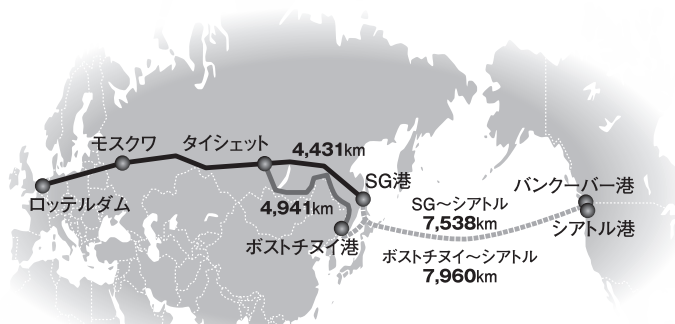 モスクワ
タイシェット
4,431km
ロッテルダム
4,941km
SG港
ボストチヌイ港
SG〜シアトル
7,538km
バンクーバー港
シアトル港
ボストチヌイ〜シアトル
7,960km